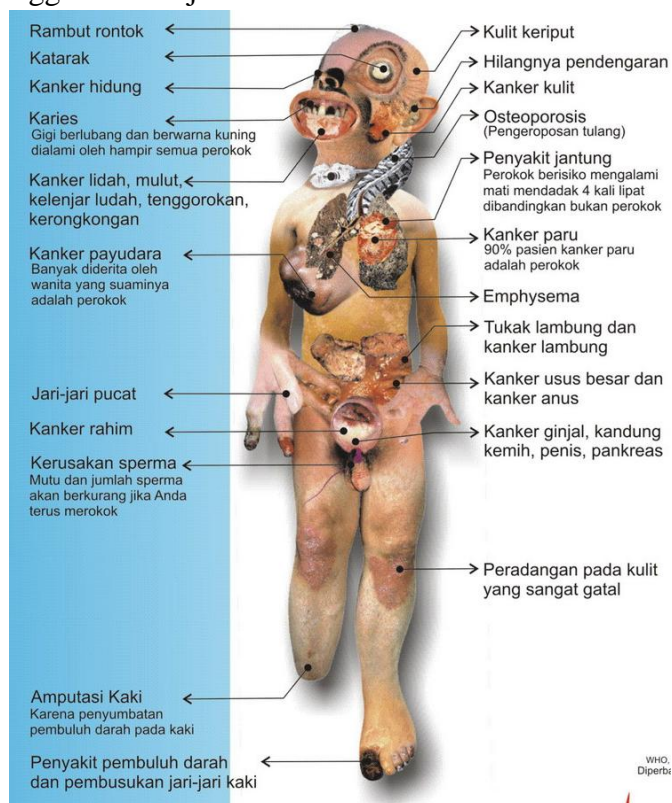 Rambut rontok
Katarak
Kanker hidung
Karies
Gigi berlubang dan berwarna kuning
dialami oleh hampir semua perokok
Kanker lidah, mulut,
kelenjar ludah, tenggorokan,
kerongkongan
Kanker payudara
Banyak diderita oleh
wanita yang suaminya
adalah perokok
Jari-jari pucat
Kanker rahim
Kerusakan sperma
Mutu dan jumlah sperma
akan berkurang jika Anda
terus merokok
Amputasi Kaki
Karena penyumbatan
pembuluh darah pada kaki
Penyakit pembuluh darah
dan pembusukan jari-jari kaki
Kulit keriput
Hilangnya pendengaran
Kanker kulit
Osteoporosis
(Pengeroposan tulang)
Penyakit jantung
Perokok berisiko mengalami
mati mendadak 4 kali lipat
dibandingkan bukan perokok
Kanker paru
90% pasien kanker paru
adalah perokok
Emphysema
Tukak lambung dan
kanker lambung
Kanker usus besar dan
kanker anus
Kanker ginjal, kandung
kemih, penis, pankreas
Peradangan pada kulit
yang sangat gatal
WHO,
Diperba